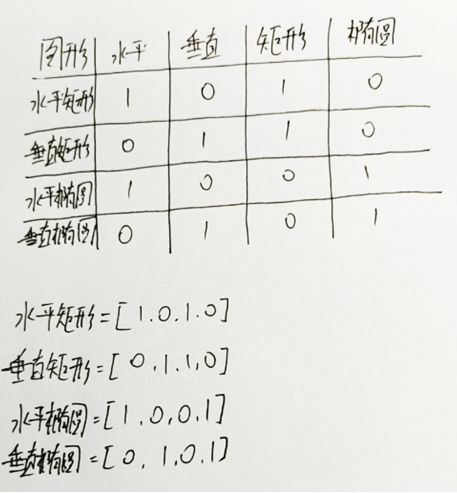 图形 水平 垂直 矩形 椭圆
水平矩形 1 0 1 0
垂直矩形 0 1 1 0
水平椭圆 1 0 0 1
垂直椭圆 0 1 0 1
水平矩形=[1.0.1.0]
垂直矩形=[0,1.1,0]
水平椭圆=[1.0,0,1]
垂直椭圆=[0,1.0.1]